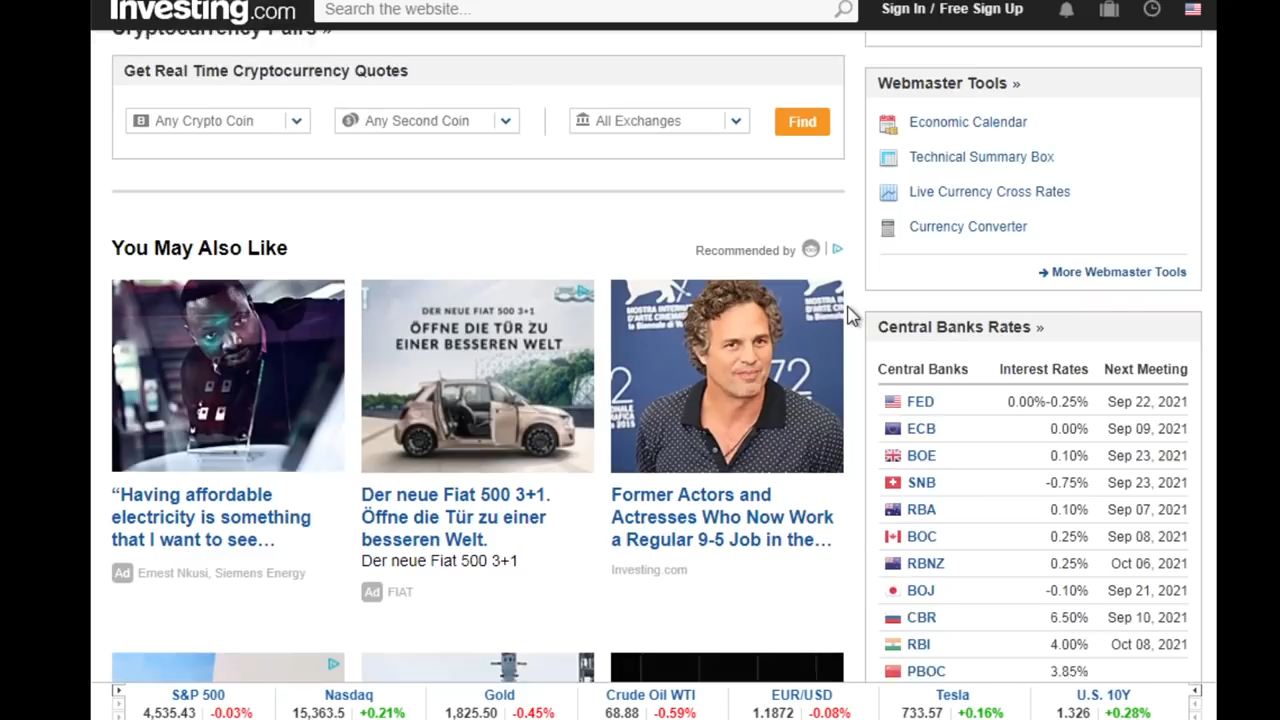 Investing.com
Search the website...
Sign In / Free Sign Up
Cryptocurrency Pairs »
Get Real Time Cryptocurrency Quotes
Any Crypto Coin
Any Second Coin
All Exchanges
Find
You May Also Like
Recommended by
DER NEUE FIAT 500 3+1
ÖFFNE DIE TÜR ZU
EINER BESSEREN WELT
MOSTRA INTERN
D'ARTE CINEM
la Biennale di Ve
MOSTRA IN
72
“Having affordable
electricity is something
that I want to see…
Ad Ernest Nkusi, Siemens Energy
Der neue Fiat 500 3+1.
Öffne die Tür zu einer
besseren Welt.
Der neue Fiat 500 3+1
Ad FIAT
Former Actors and
Actresses Who Now Work
a Regular 9-5 Job in the…
Investing.com
Webmaster Tools »
Economic Calendar
Technical Summary Box
Live Currency Cross Rates
Currency Converter
More Webmaster Tools
Central Banks Rates »
Central Banks Interest Rates Next Meeting
FED 0.00%-0.25% Sep 22, 2021
ECB 0.00% Sep 09, 2021
BOE 0.10% Sep 23, 2021
SNB -0.75% Sep 23, 2021
RBA 0.10% Sep 07, 2021
BOC 0.25% Sep 08, 2021
RBNZ 0.25% Oct 06, 2021
BOJ -0.10% Sep 21, 2021
CBR 6.50% Sep 10, 2021
RBI 4.00% Oct 08, 2021
PBOC 3.85%
S&P 500 Nasdaq Gold Crude Oil WTI EUR/USD Tesla U.S. 10Y
4,535.43 -0.03% 15,363.5 +0.21% 1,825.50 -0.45% 68.88 -0.59% 1.1872 -0.08% 733.57 +0.16% 1.326 +0.28%